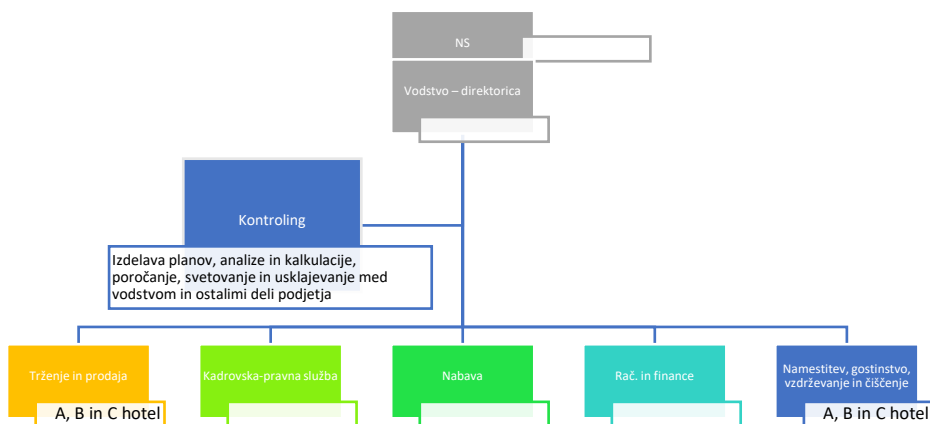 NS
Vodstvo – direktorica
Kontroling
Izdelava planov, analize in kalkulacije,
poročanje, svetovanje in usklajevanje med
vodstvom in ostalimi deli podjetja
Trženje in prodaja
A, B in C hotel
Kadrovska-pravna služba
Nabava
Rač. in finance
Namestitev, gostinstvo,
vzdrževanje in čiščenje
A, B in C hotel